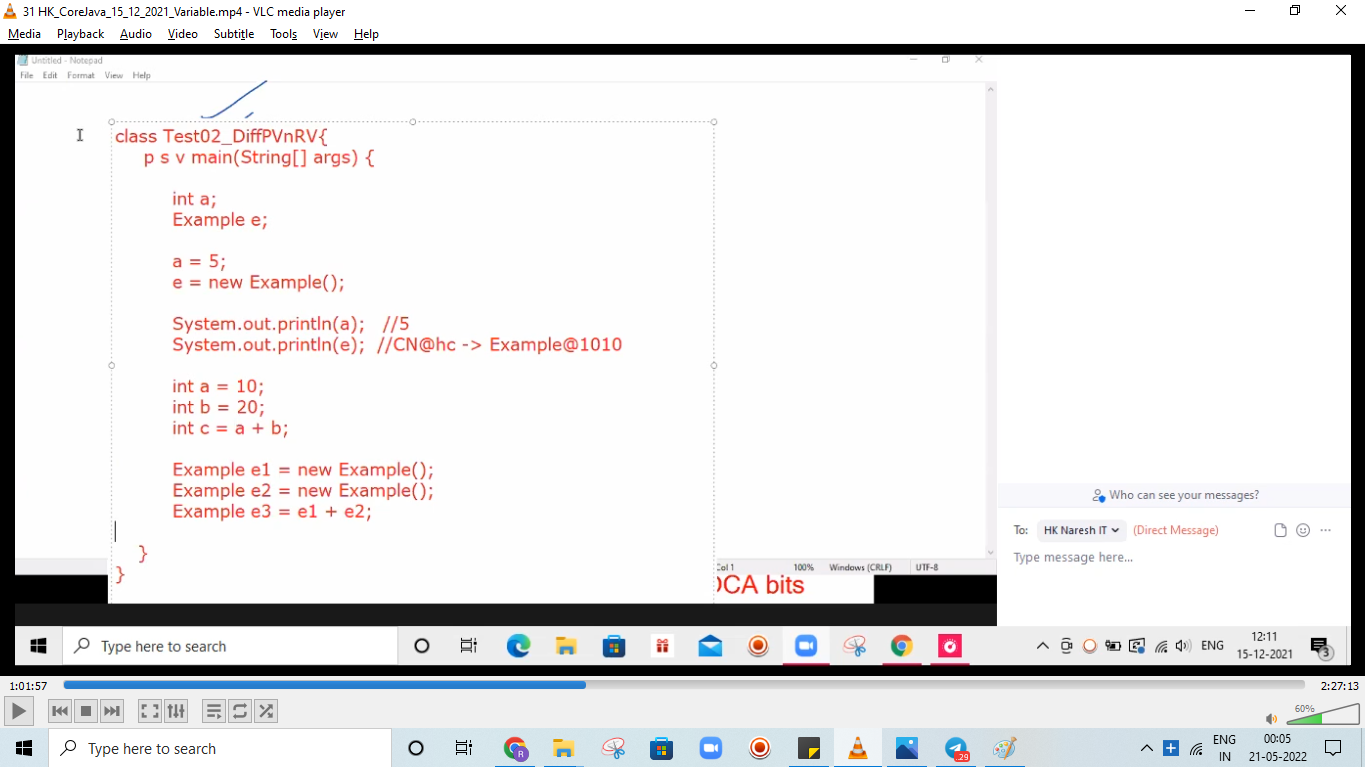 31 HK_CoreJava_15_12_2021_Variable.mp4 - VLC media player
Media Playback Audio Video Subtitle Tools View Help
Untitled - Notepad
File Edit Format View Help
class Test02_DiffPVnRV{
p s v main(String[] args) {
int a;
Example e;
a = 5;
e = new Example();
System.out.println(a); //5
System.out.println(e); //CN@hc -> Example@1010
int a = 10;
int b = 20;
int c = a + b;
Example e1 = new Example();
Example e2 = new Example();
Example e3 = e1 + e2;
}
}
Col 1 100% Windows (CRLF) UTF-8
CA bits
Who can see your messages?
To: HK Naresh IT (Direct Message)
Type message here...
Type here to search
ENG
12:11
15-12-2021
3
1:01:57
2:27:13
60%
Type here to search
R
29
ENG
IN
00:05
21-05-2022